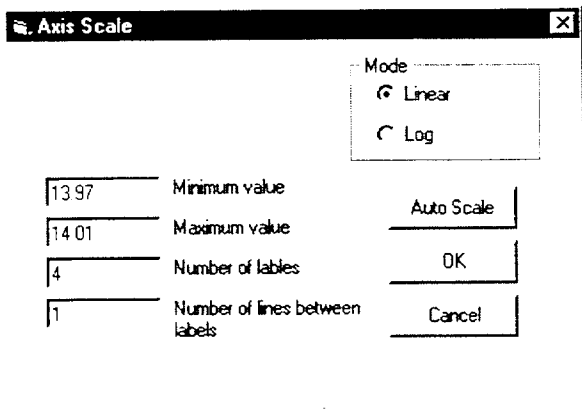 Axis Scale
Mode
Linear
Log
13.97 Minimum value
14.01 Maximum value
4 Number of lables
1 Number of lines between
labels
Auto Scale
OK
Cancel